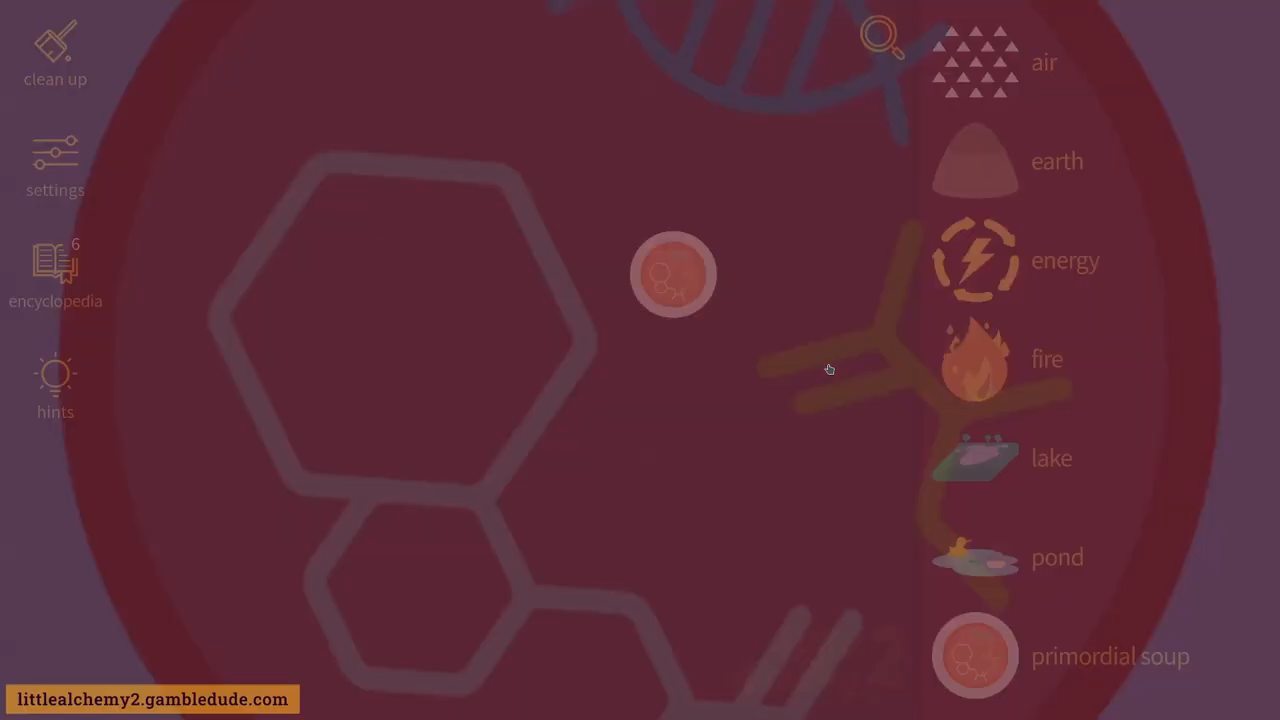 clean up
settings
6
encyclopedia
hints
air
earth
energy
fire
lake
pond
primordial soup
littlealchemy2.gambledude.com